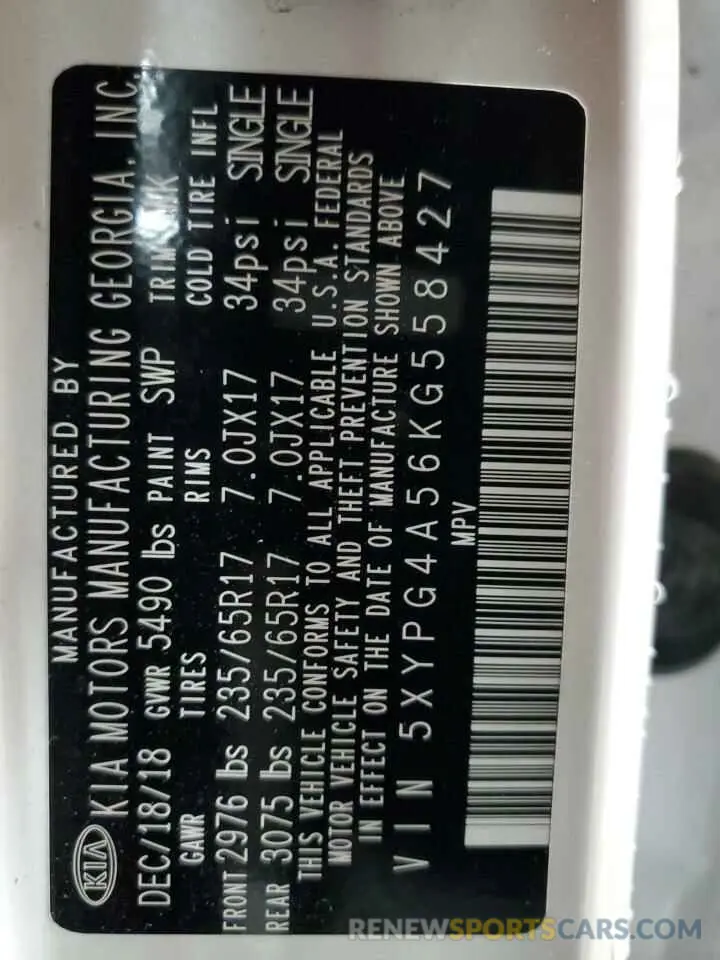 MANUFACTURED BY
KIA KIA MOTORS MANUFACTURING GEORGIA, INC.
DEC/18/18 GVWR 5490 lbs PAINT SWP TRIM
GAWR TIRES RIMS COLD TIRE INFL
FRONT 2976 lbs 235/65R17 7.0JX17 34psi SINGLE
REAR 3075 lbs 235/65R17 7.0JX17 34psi SINGLE
THIS VEHICLE CONFORMS TO ALL APPLICABLE U.S.A. FEDERAL
MOTOR VEHICLE SAFETY AND THEFT PREVENTION STANDARDS
IN EFFECT ON THE DATE OF MANUFACTURE SHOWN ABOVE
VIN 5XYPG4A56KG558427
MPV
RENEWSPORTSCARS.COM